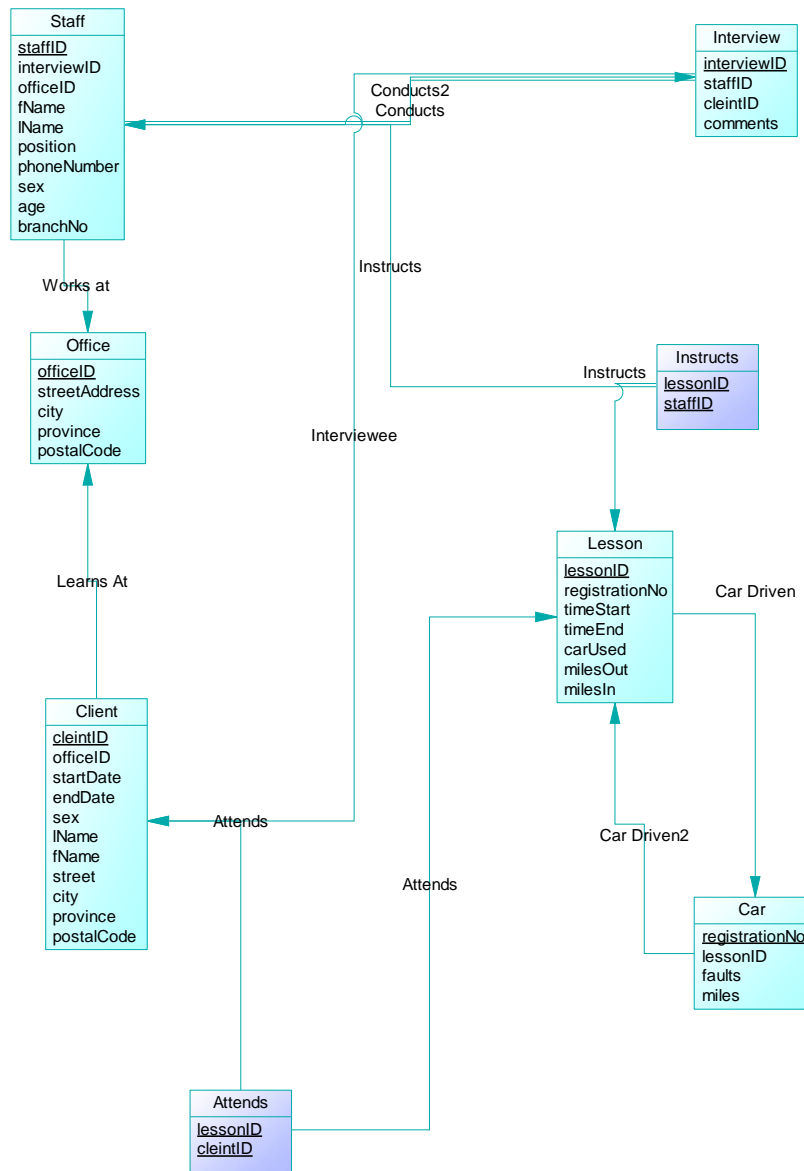 Staff
staffID
interviewID
officeID
fName
lName
position
phoneNumber
sex
age
branchNo
Interview
interviewID
staffID
cleintID
comments
Conducts2
Conducts
Instructs
Works at
Office
officeID
streetAddress
city
province
postalCode
Instructs
Instructs
lessonID
staffID
Interviewee
Learns At
Lesson
lessonID
registrationNo
timeStart
timeEnd
carUsed
milesOut
milesIn
Car Driven
Client
cleintID
officeID
startDate
endDate
sex
lName
fName
street
city
province
postalCode
Attends
Car Driven2
Attends
Car
registrationNo
lessonID
faults
miles
Attends
lessonID
cleintID